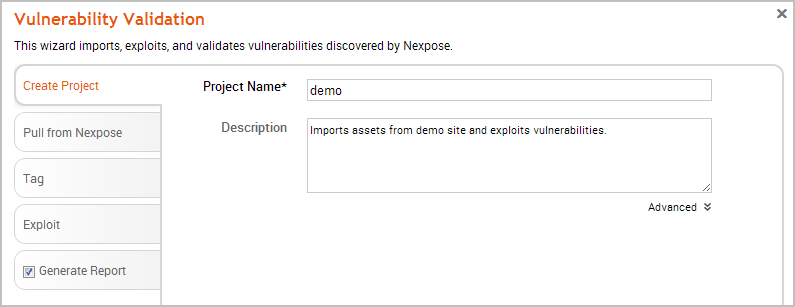 Vulnerability Validation
This wizard imports, exploits, and validates vulnerabilities discovered by Nexpose.
Create Project
Project Name*
demo
Pull from Nexpose
Description
Imports assets from demo site and exploits vulnerabilities.
Tag
Advanced
Exploit
Generate Report